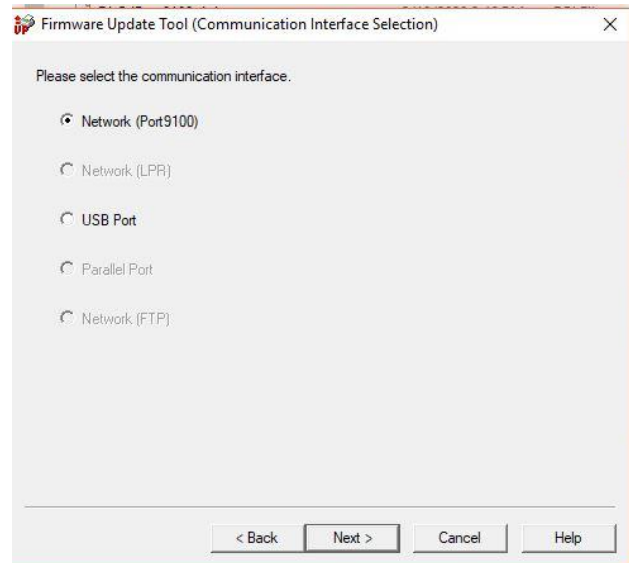 UP
Firmware Update Tool (Communication Interface Selection)
Please select the communication interface.
Network (Port9100)
Network (LPR)
USB Port
Parallel Port
Network (FTP)
< Back Next > Cancel Help